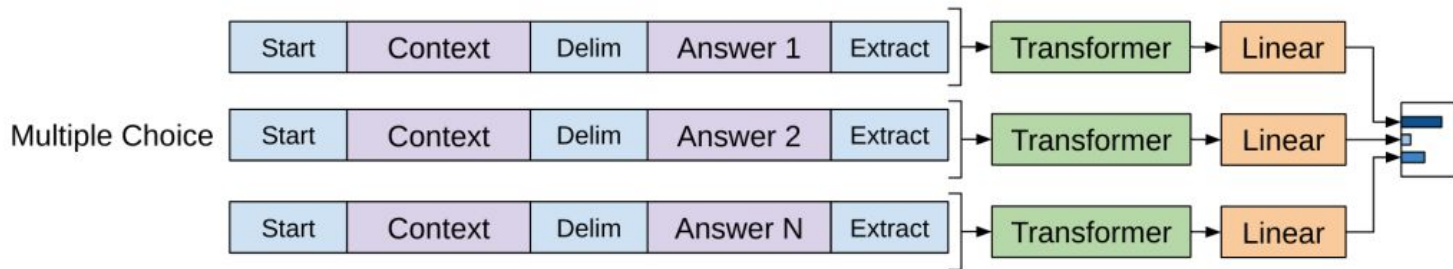 Start Context Delim Answer 1 Extract Transformer Linear
Multiple Choice Start Context Delim Answer 2 Extract Transformer Linear
Start Context Delim Answer N Extract Transformer Linear